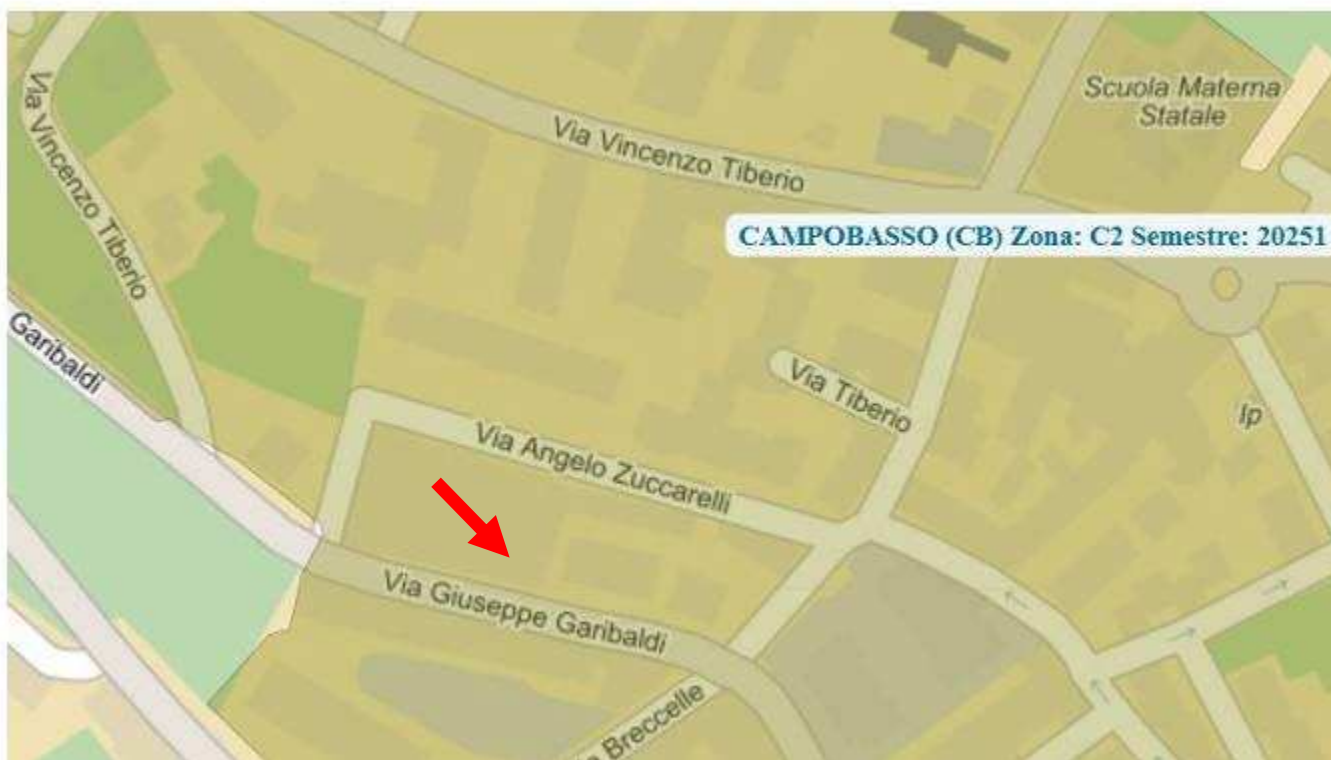 Via Vincenzo Tiberio
Scuola Materna
Statale
Via Vincenzo Tiberio
CAMPOBASSO (CB) Zona: C2 Semestre: 20251
Garibaldi
Via Tiberio
Ip
Via Angelo Zuccarelli
Via Giuseppe Garibaldi
Breccelle